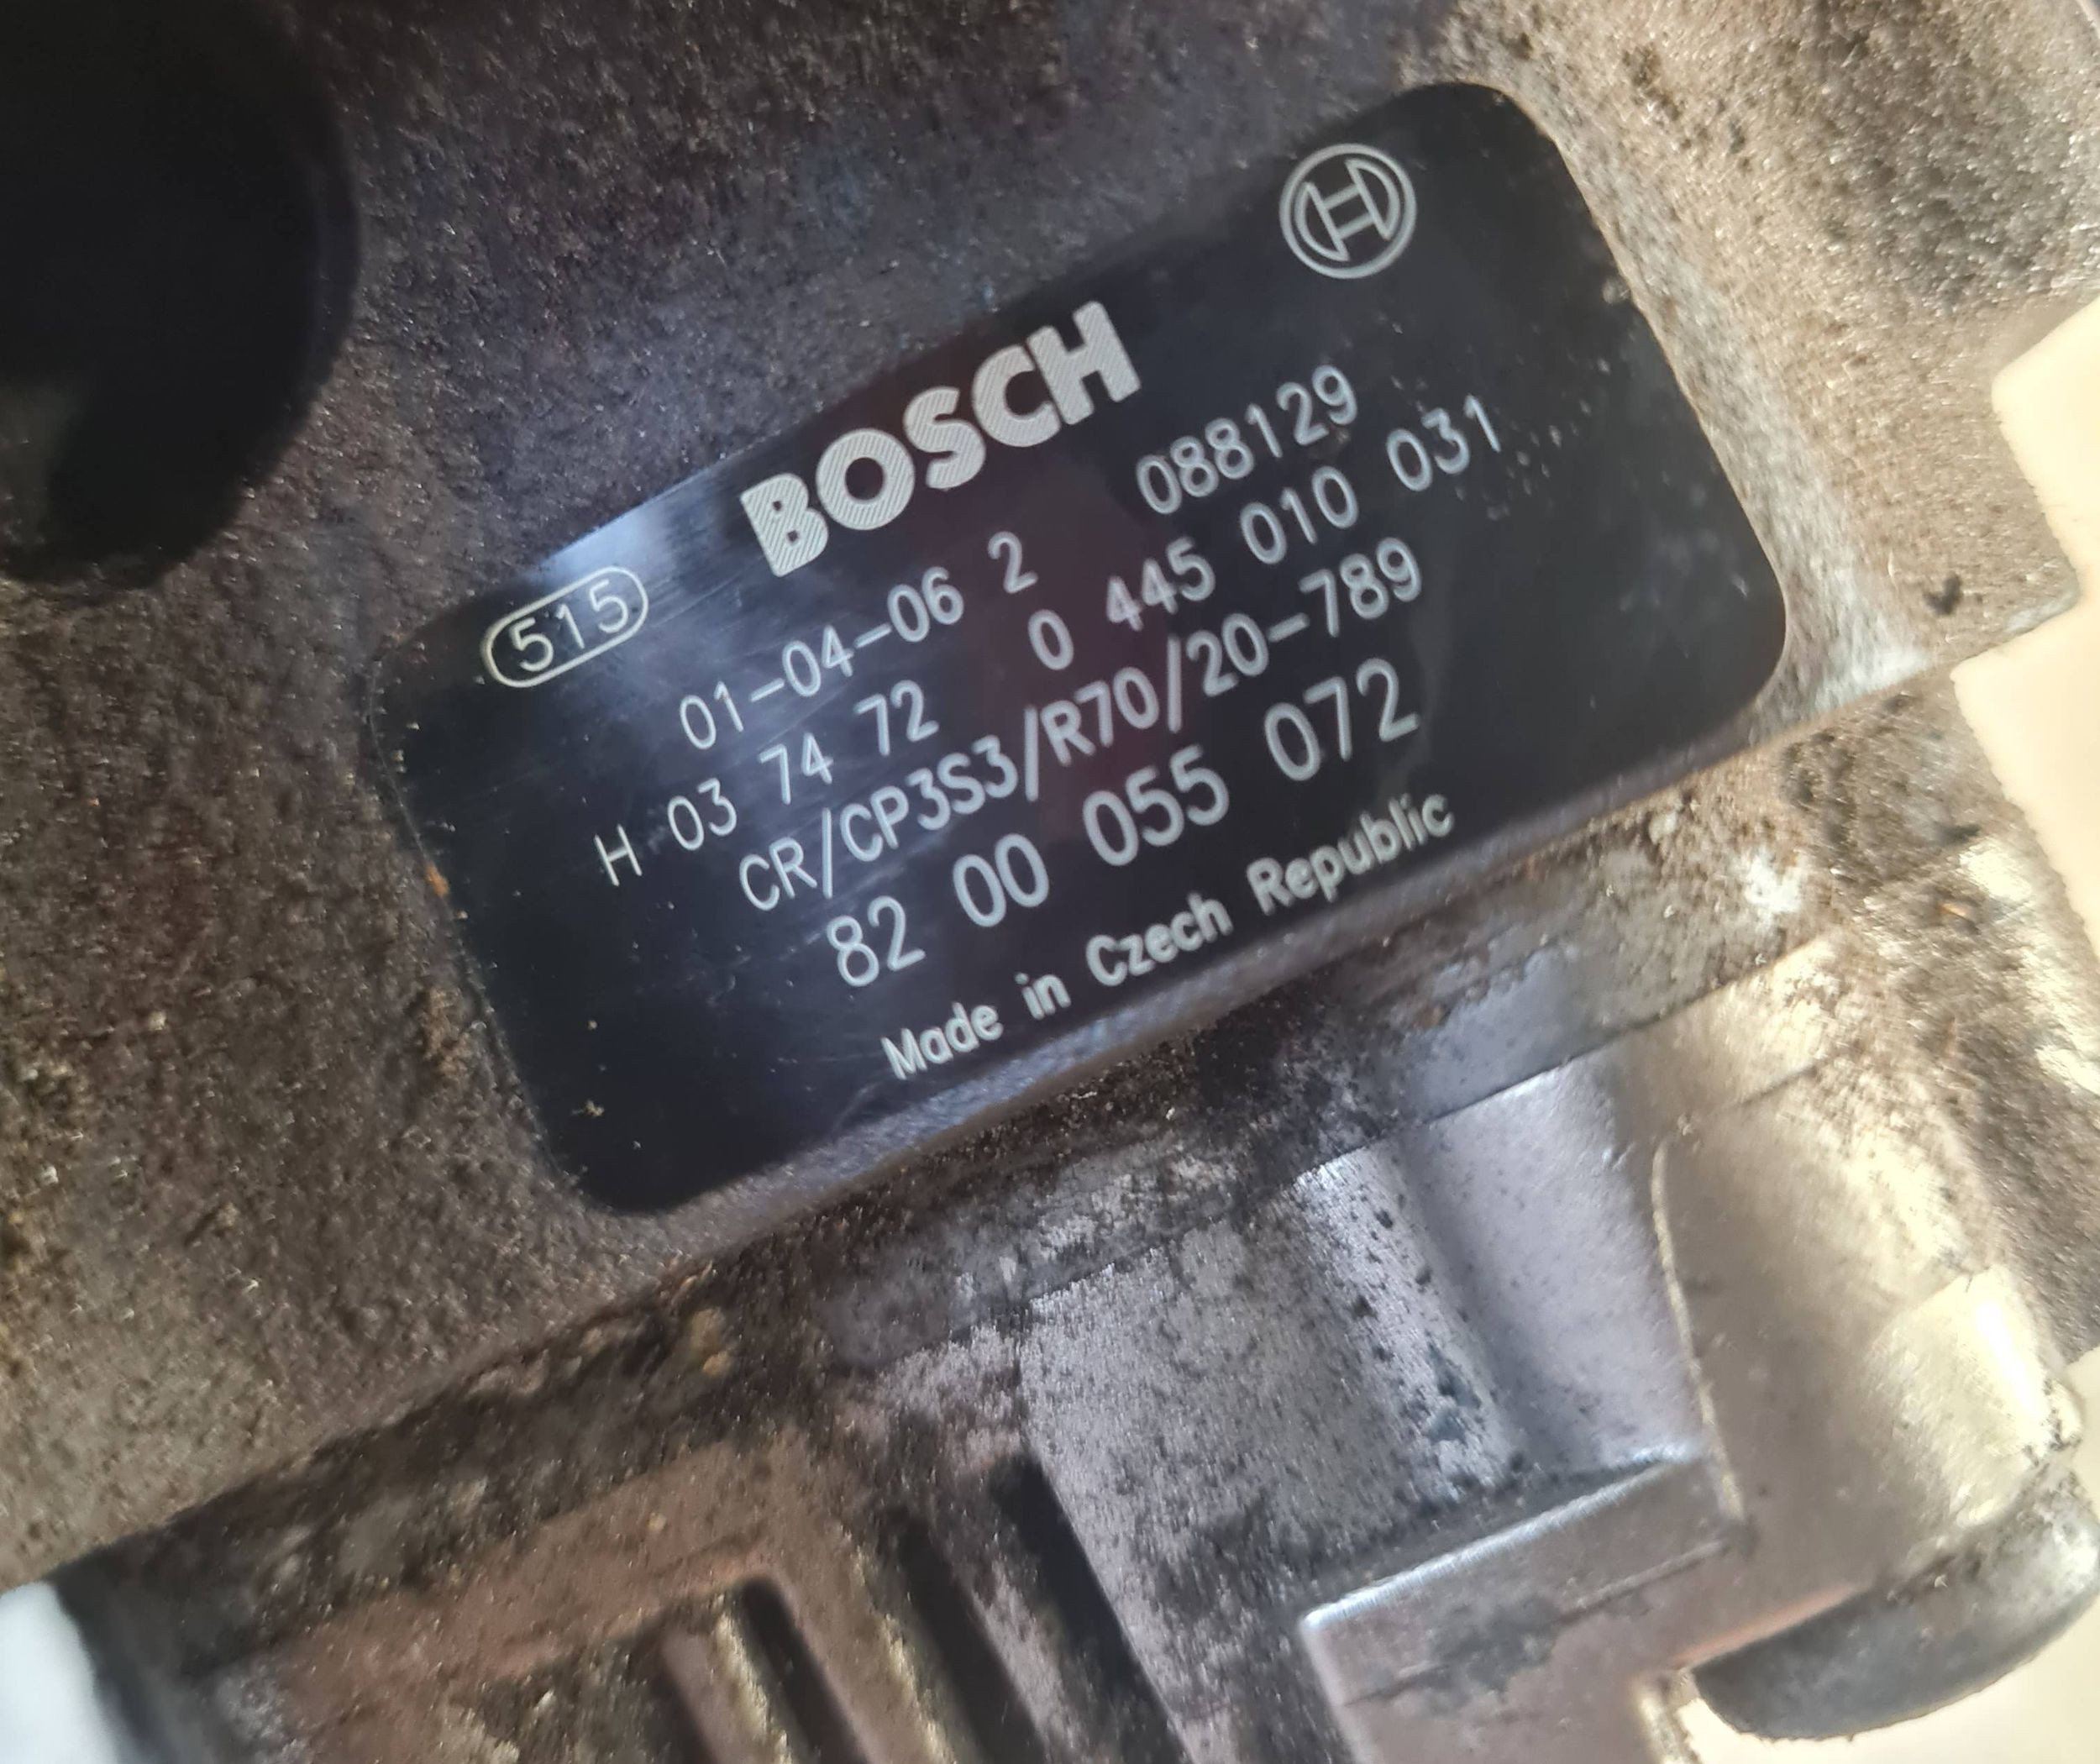 BOSCH
515
01-04-06 2 088129
H 03 74 72 0 445 010 031
CR/CP3S3/R70/20-789
82 00 055 072
Made in Czech Republic